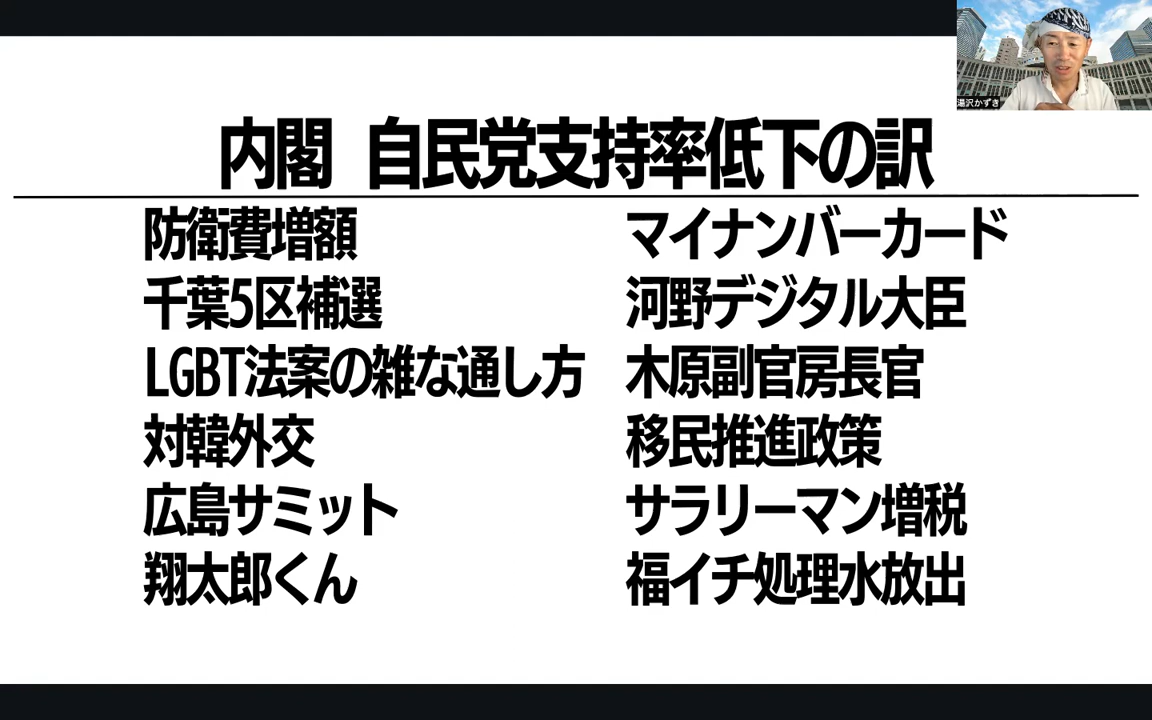 湯沢かずき
内閣 自民党支持率低下の訳
防衛費増額
千葉5区補選
LGBT法案の雑な通し方
対韓外交
広島サミット
翔太郎くん
マイナンバーカード
河野デジタル大臣
木原副官房長官
移民推進政策
サラリーマン増税
福イチ処理水放出